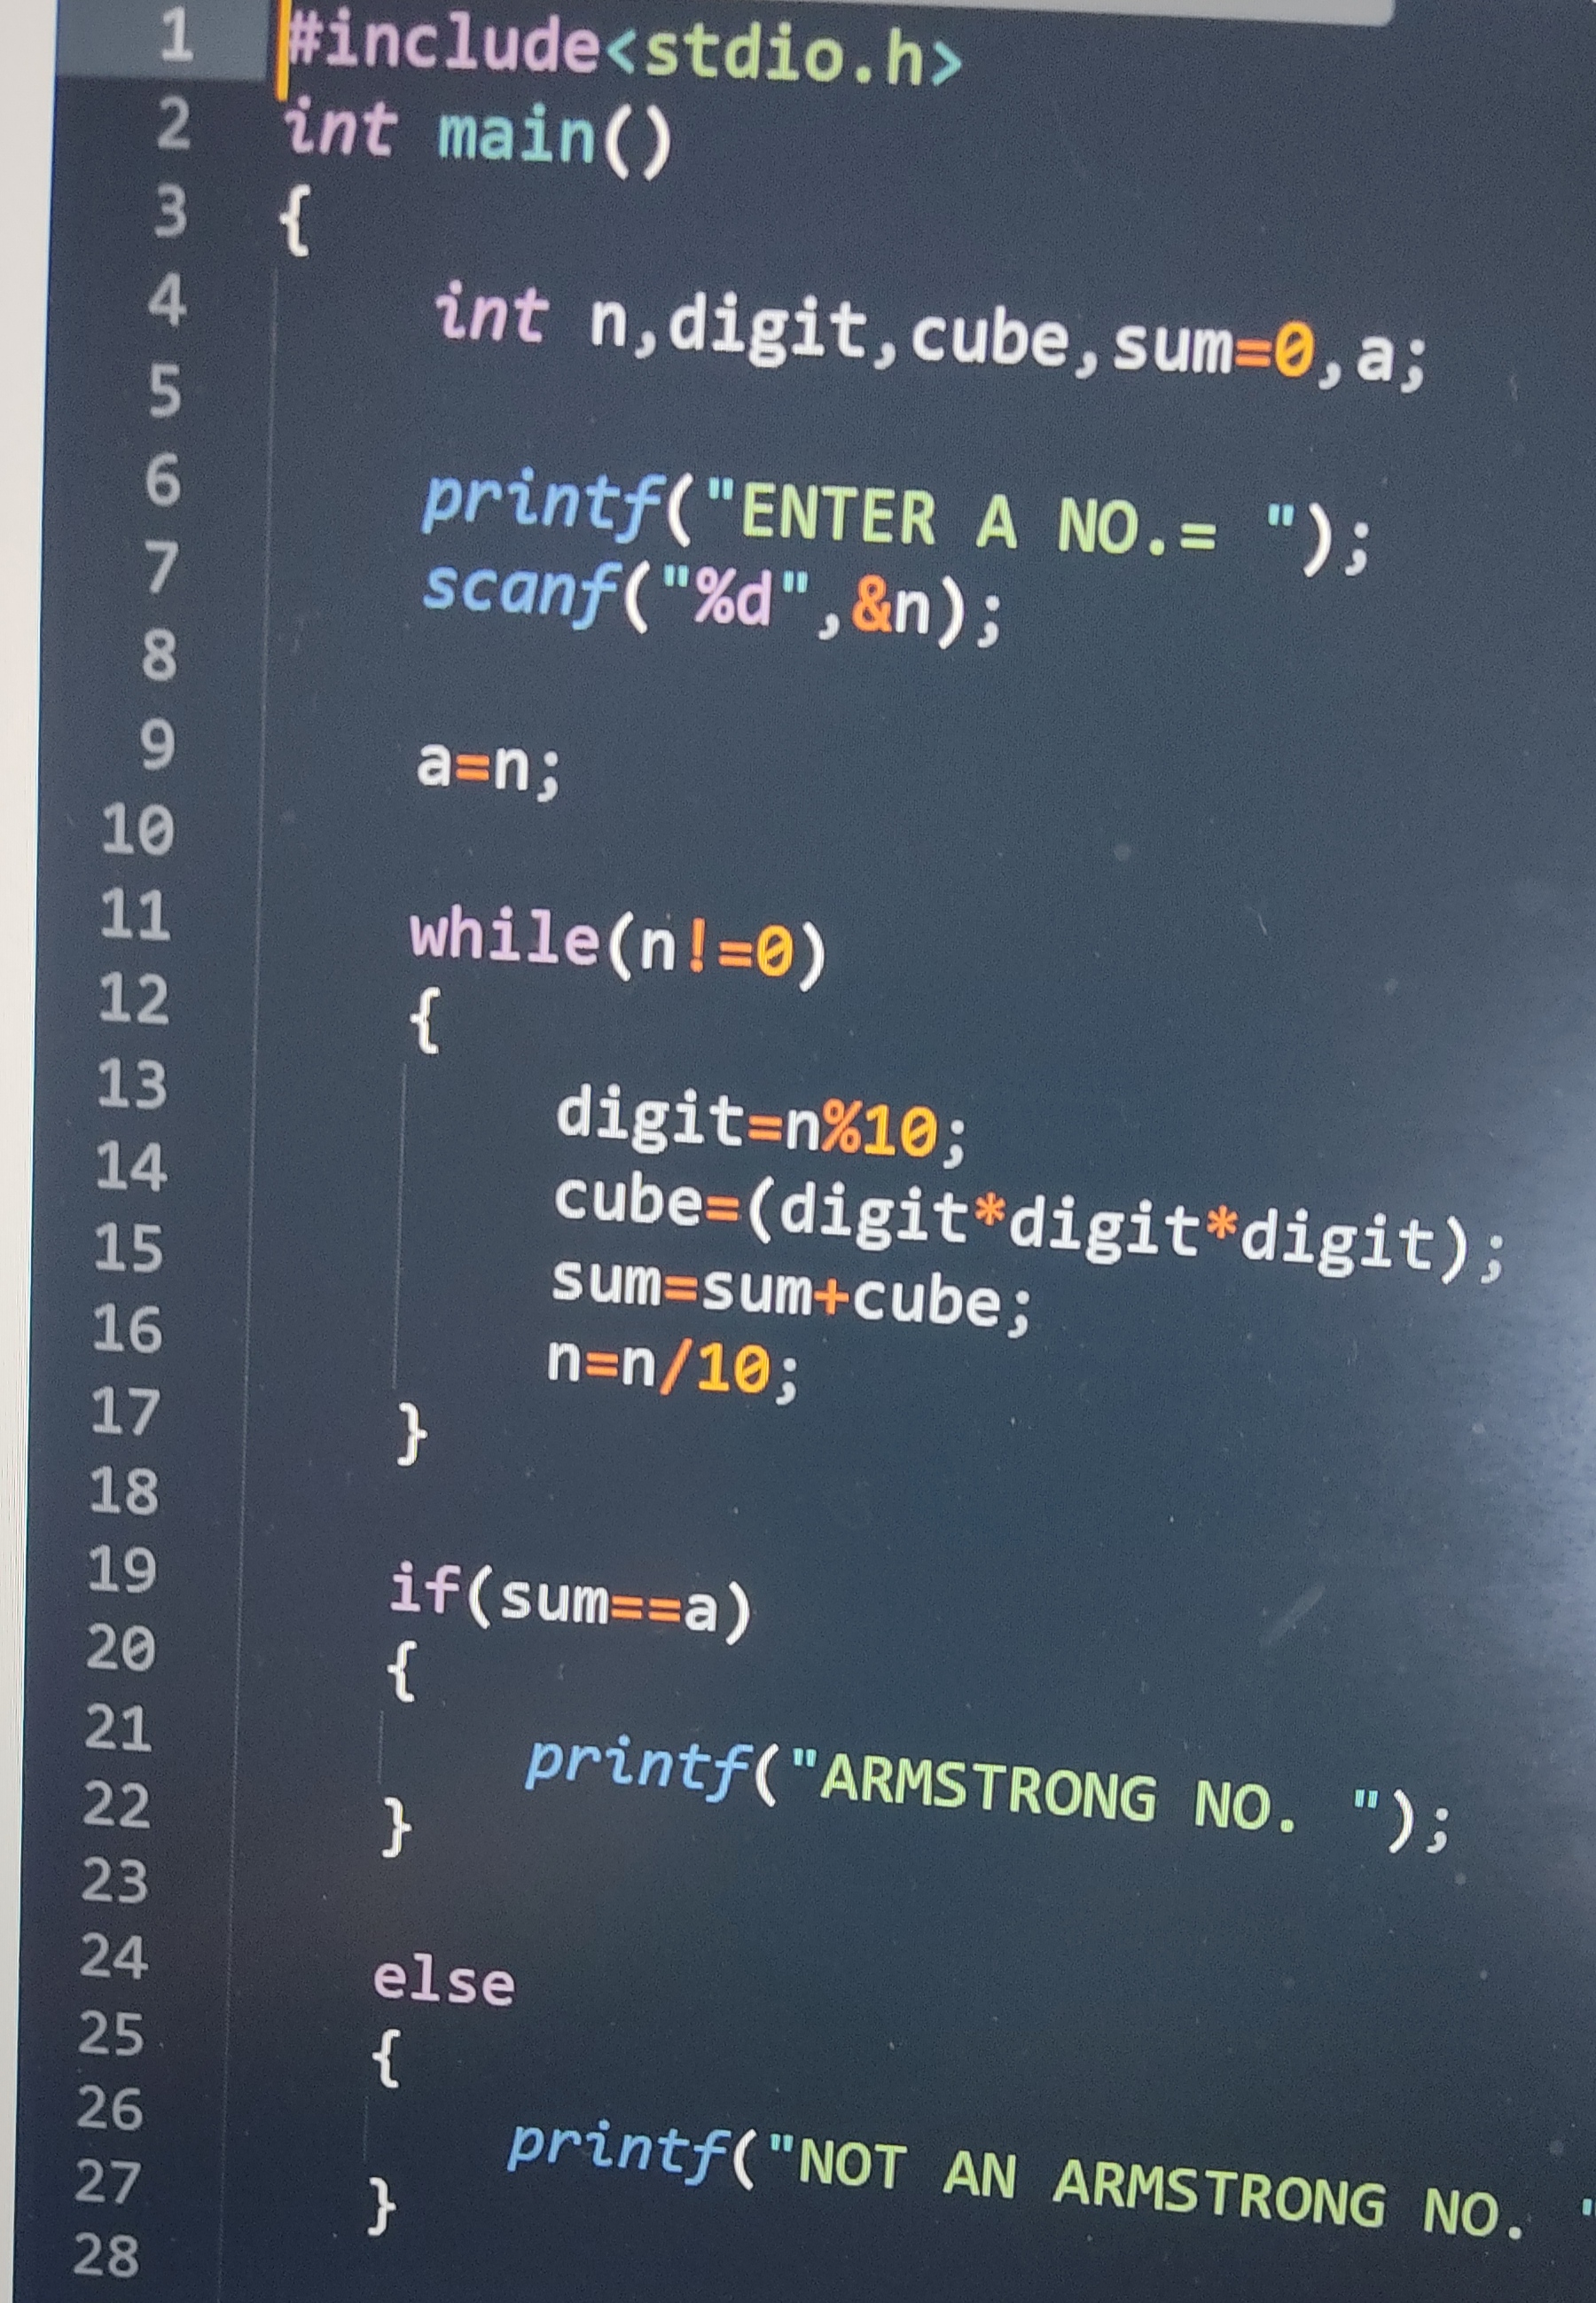 1 #include<stdio.h>
2 int main()
3 {
4 int n,digit,cube,sum=0,a;
5
6 printf("ENTER A NO.= ");
7 scanf("%d",&n);
8
9 a=n;
10
11 while(n!=0)
12 {
13 digit=n%10;
14 cube=(digit*digit*digit);
15 sum=sum+cube;
16 n=n/10;
17 }
18
19 if(sum==a)
20 {
21 printf("ARMSTRONG NO. ");
22 }
23
24 else
25 {
26 printf("NOT AN ARMSTRONG NO. "
27 }
28